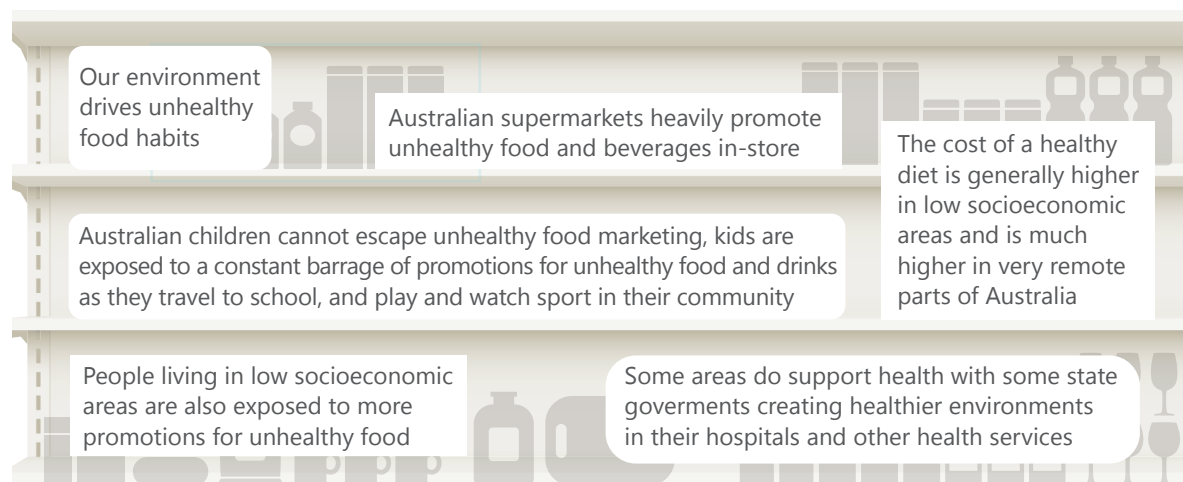 Our environment
drives unhealthy
food habits
Australian supermarkets heavily promote
unhealthy food and beverages in-store
The cost of a healthy
diet is generally higher
in low socioeconomic
areas and is much
higher in very remote
parts of Australia
Australian children cannot escape unhealthy food marketing, kids are
exposed to a constant barrage of promotions for unhealthy food and drinks
as they travel to school, and play and watch sport in their community
People living in low socioeconomic
areas are also exposed to more
promotions for unhealthy food
Some areas do support health with some state
goverments creating healthier environments
in their hospitals and other health services